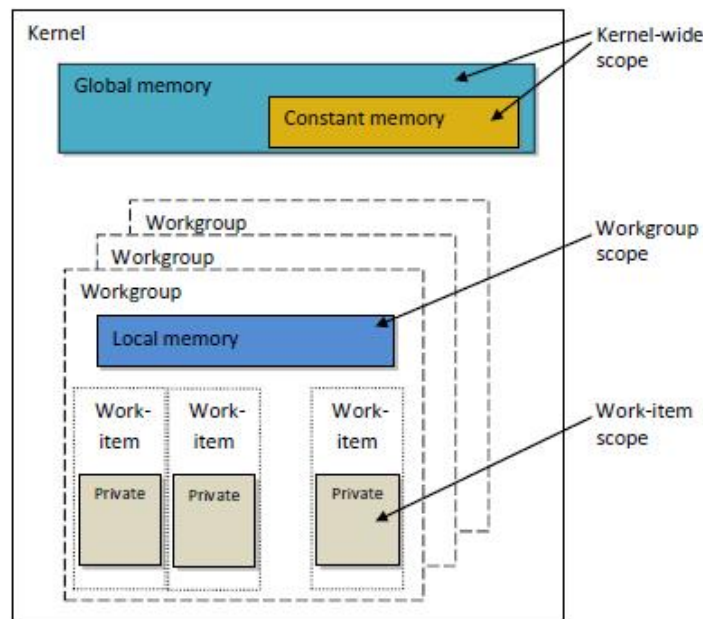 Kernel
Kernel-wide
scope
Global memory
Constant memory
Workgroup
Workgroup
Workgroup
Workgroup
scope
Local memory
Work-
item
Work-
item
Work-
item
Work-item
scope
Private
Private
Private